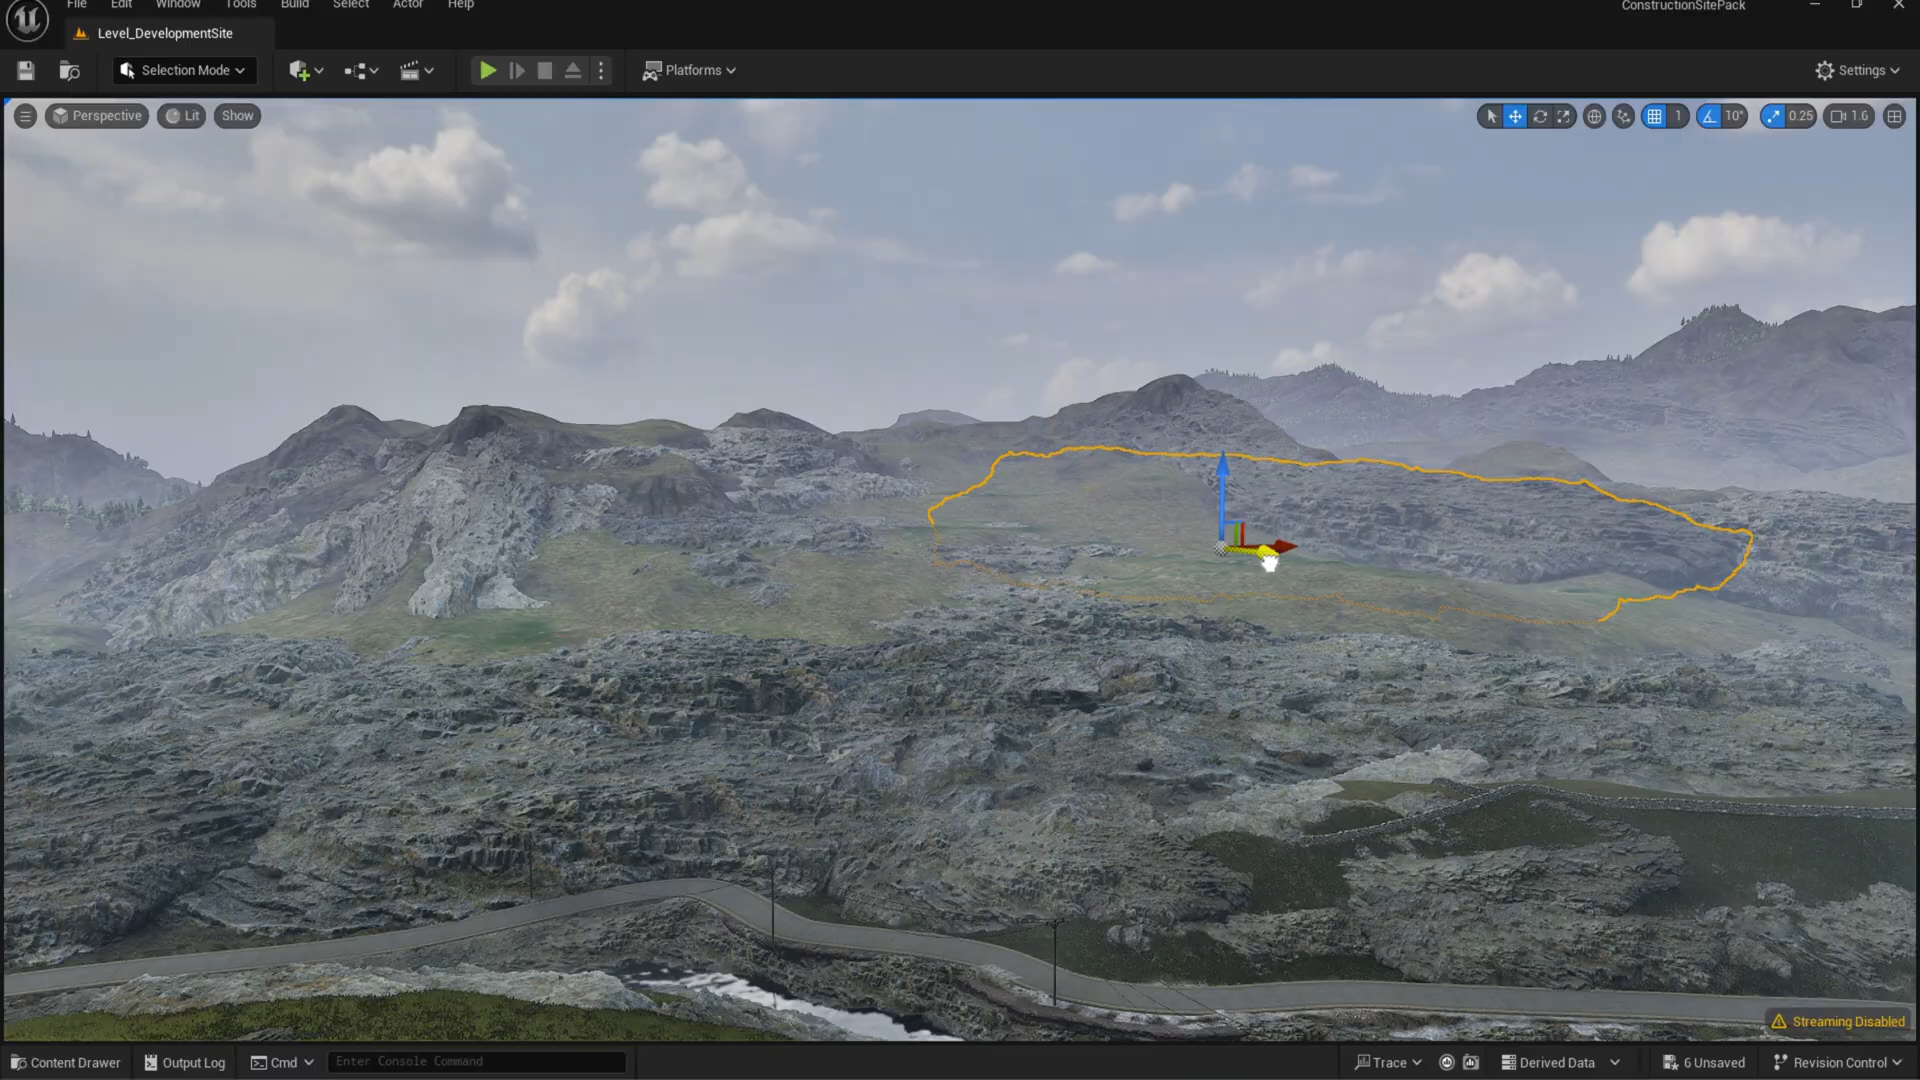 File Edit Window Tools Build Select Actor Help
ConstructionSitePack
Level_DevelopmentSite
Selection Mode
Platforms
Settings
Perspective Lit Show
1 10° 0.25 1.6
Streaming Disabled
Content Drawer Output Log Cmd Enter Console Command Trace Derived Data 6 Unsaved Revision Control